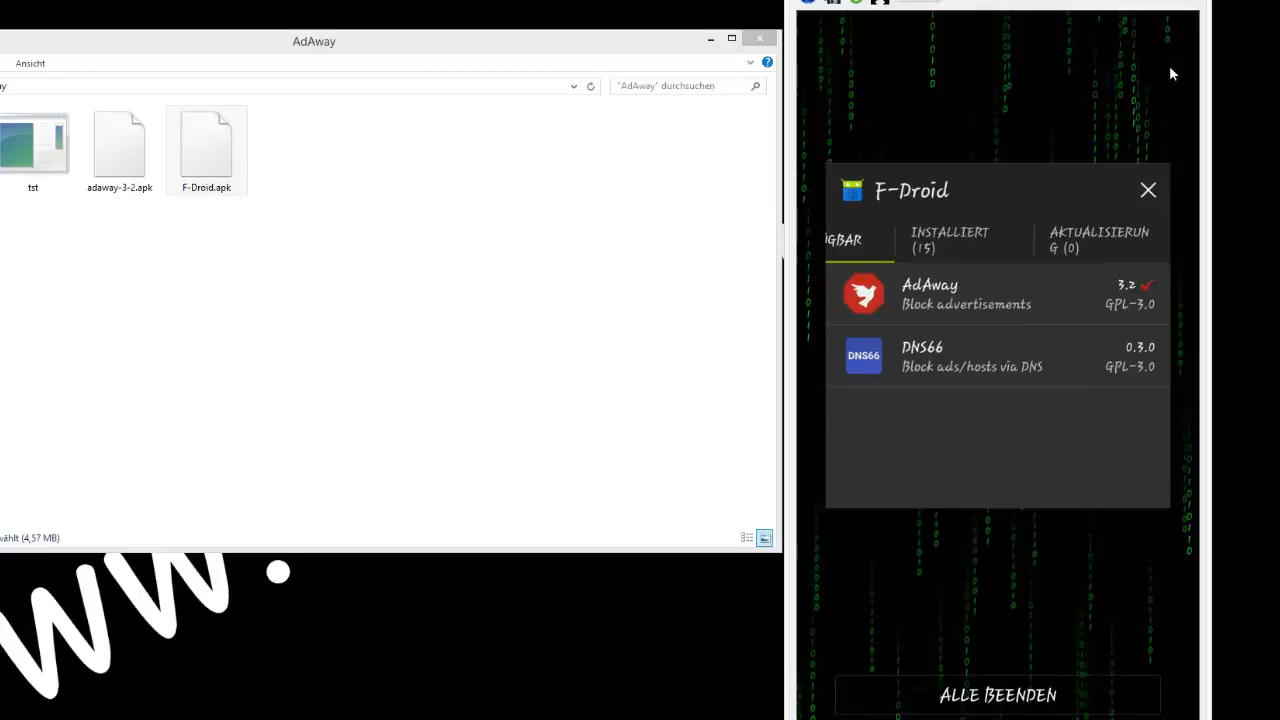 AdAway
Ansicht
y
"AdAway" durchsuchen
tst
adaway-3-2.apk
F-Droid.apk
ählt (4,57 MB)
ww.
F-Droid
ÜGBAR
INSTALLIERT
(15)
AKTUALISIERUN
G (0)
AdAway
3.2
Block advertisements
GPL-3.0
DNS66
DNS66
0.3.0
Block ads/hosts via DNS
GPL-3.0
ALLE BEENDEN